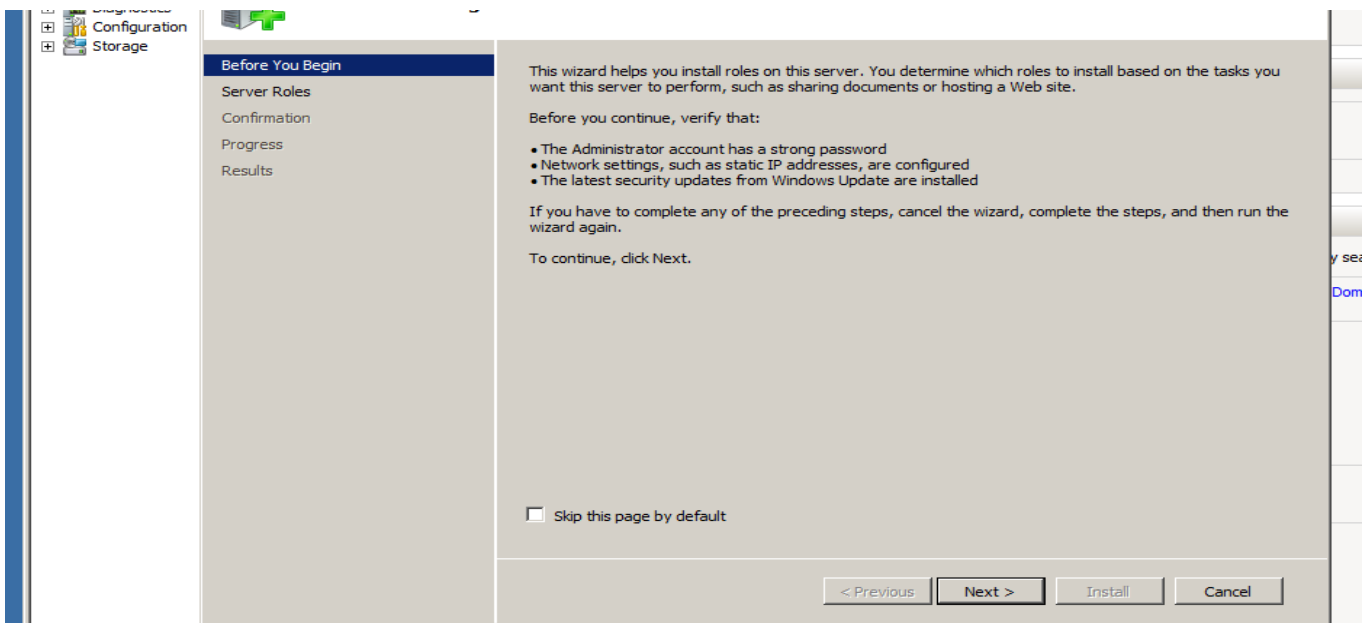 Diagnostics
Configuration
Storage
Before You Begin
Server Roles
Confirmation
Progress
Results
This wizard helps you install roles on this server. You determine which roles to install based on the tasks you
want this server to perform, such as sharing documents or hosting a Web site.
Before you continue, verify that:
• The Administrator account has a strong password
• Network settings, such as static IP addresses, are configured
• The latest security updates from Windows Update are installed
If you have to complete any of the preceding steps, cancel the wizard, complete the steps, and then run the
wizard again.
To continue, click Next.
y sea
Dom
Skip this page by default
< Previous
Next >
Install
Cancel